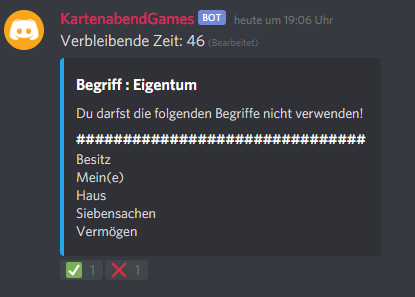 KartenabendGames BOT heute um 19:06 Uhr
Verbleibende Zeit: 46 (Bearbeitet)
Begriff : Eigentum
Du darfst die folgenden Begriffe nicht verwenden!
###############################
Besitz
Mein(e)
Haus
Siebensachen
Vermögen
1 1